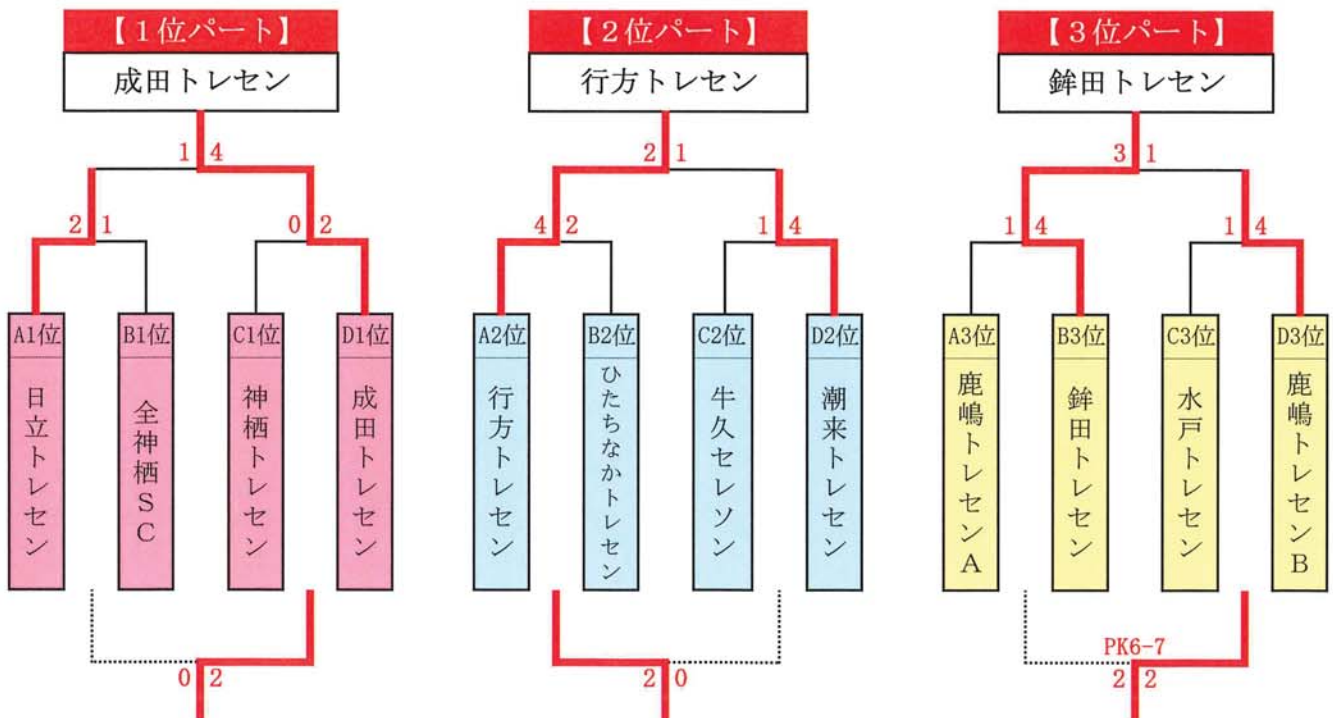 【１位パート】
成田トレセン
1 4
2 1
0 2
A1位
日立トレセン
B1位
全神栖ＳＣ
C1位
神栖トレセン
D1位
成田トレセン
0 2
【２位パート】
行方トレセン
2 1
4 2
1 4
A2位
行方トレセン
B2位
ひたちなかトレセン
C2位
牛久セレソン
D2位
潮来トレセン
2 0
【３位パート】
鉾田トレセン
3 1
1 4
1 4
A3位
鹿嶋トレセンＡ
B3位
鉾田トレセン
C3位
水戸トレセン
D3位
鹿嶋トレセンＢ
PK6-7
2 2